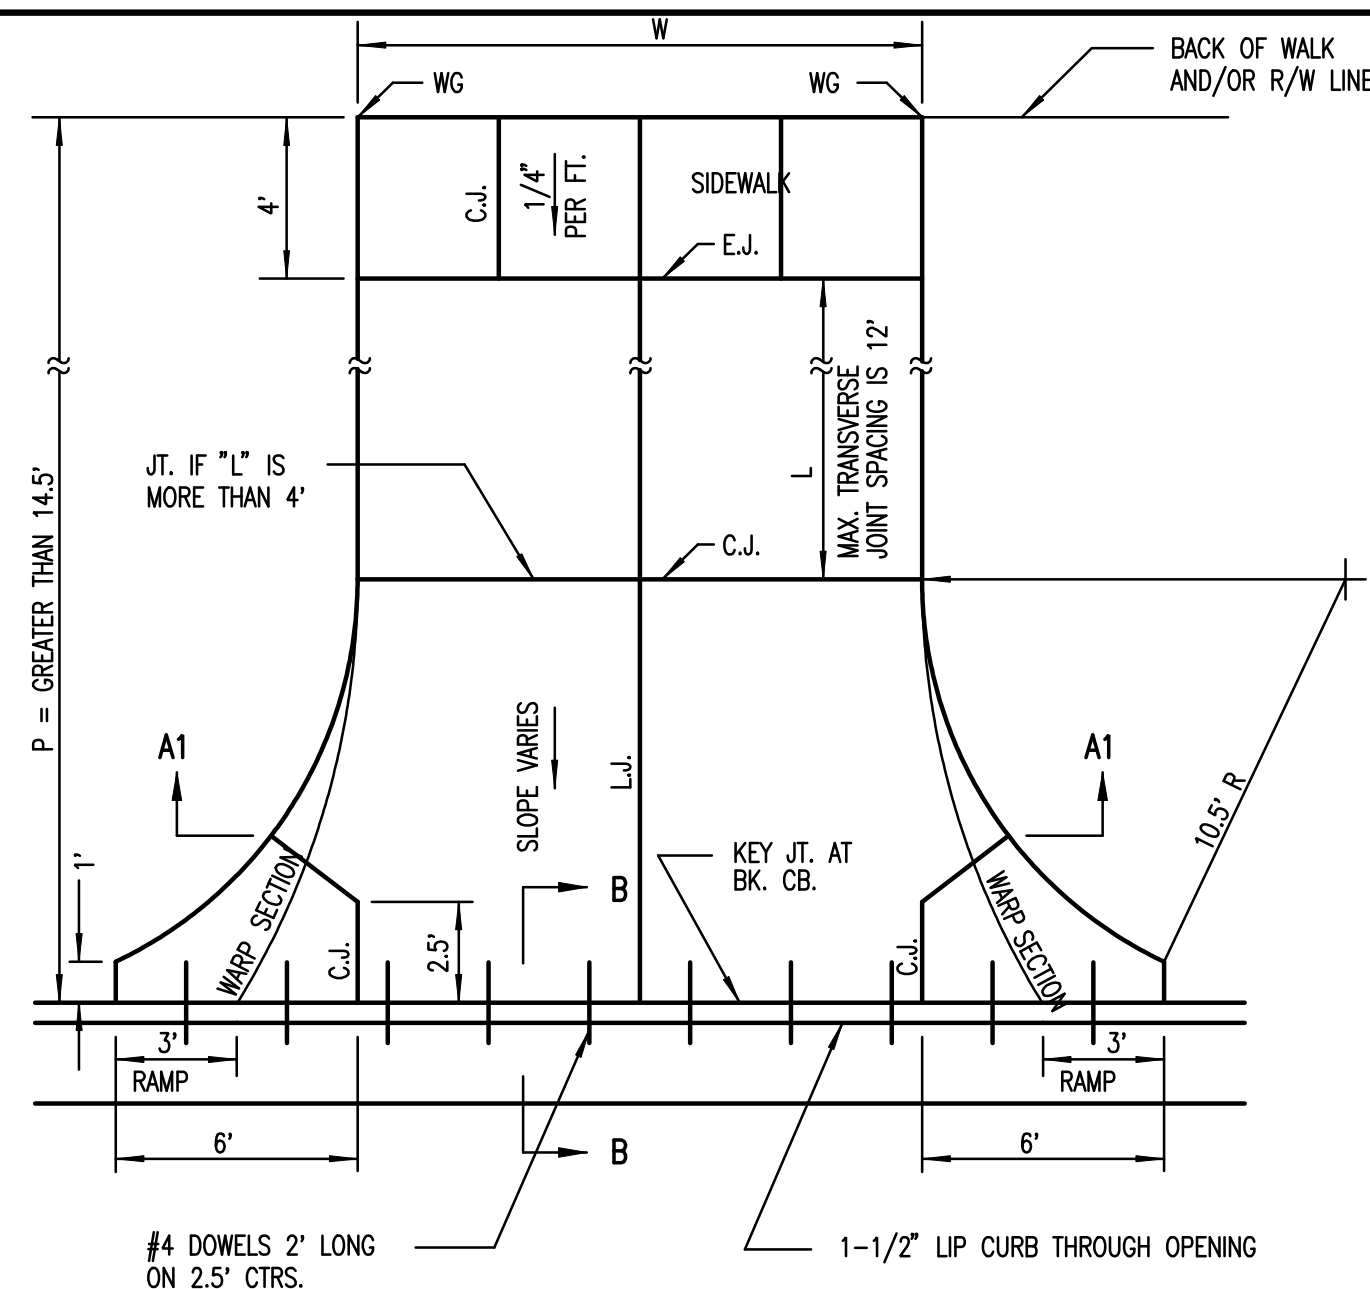 W
BACK OF WALK
AND/OR R/W LINE
WG
WG
4'
C.J.
1/4"
PER FT.
SIDEWALK
E.J.
P = GREATER THAN 14.5'
JT. IF "L" IS
MORE THAN 4'
L
MAX. TRANSVERSE
JOINT SPACING IS 12'
C.J.
A1
A1
SLOPE VARIES
L.J.
10.5' R
1'
WARP SECTION
C.J.
2.5'
B
KEY JT. AT
BK. CB.
C.J.
WARP SECTION
3'
RAMP
3'
RAMP
6'
B
6'
#4 DOWELS 2' LONG
ON 2.5' CTRS.
1-1/2" LIP CURB THROUGH OPENING